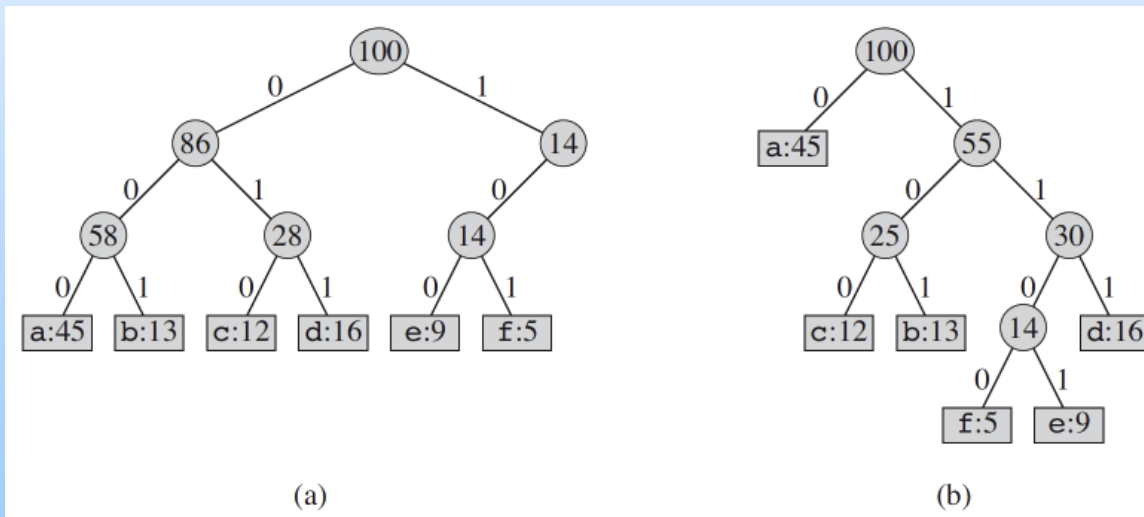 100
0 1
86 14
0 1 0
58 28 14
0 1 0 1 0 1
a:45 b:13 c:12 d:16 e:9 f:5
(a)
100
0 1
a:45 55
0 1
25 30
0 1 0 1
c:12 b:13 14 d:16
0 1
f:5 e:9
(b)